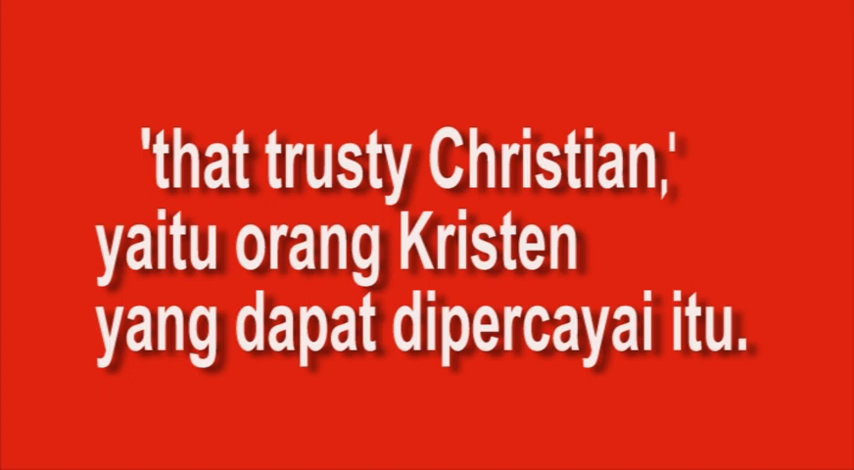 'that trusty Christian,'
yaitu orang Kristen
yang dapat dipercayai itu.